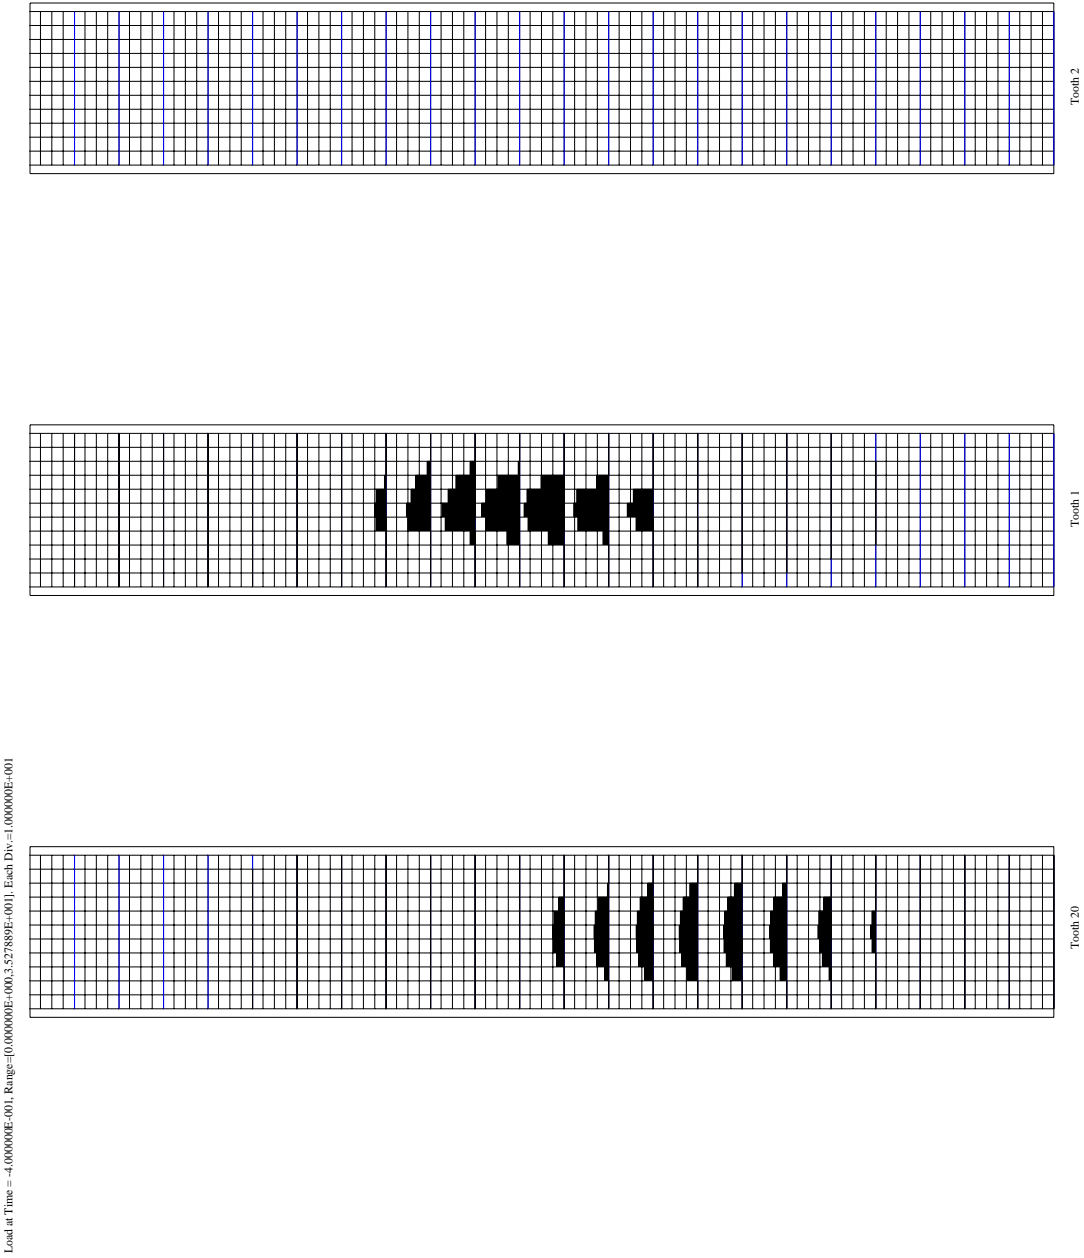 Tooth 2
Tooth 1
Tooth 20
Load at Time = -4.000000E-001, Range=[0.000000E+000,3.527889E+001]. Each Div.=1.000000E+001